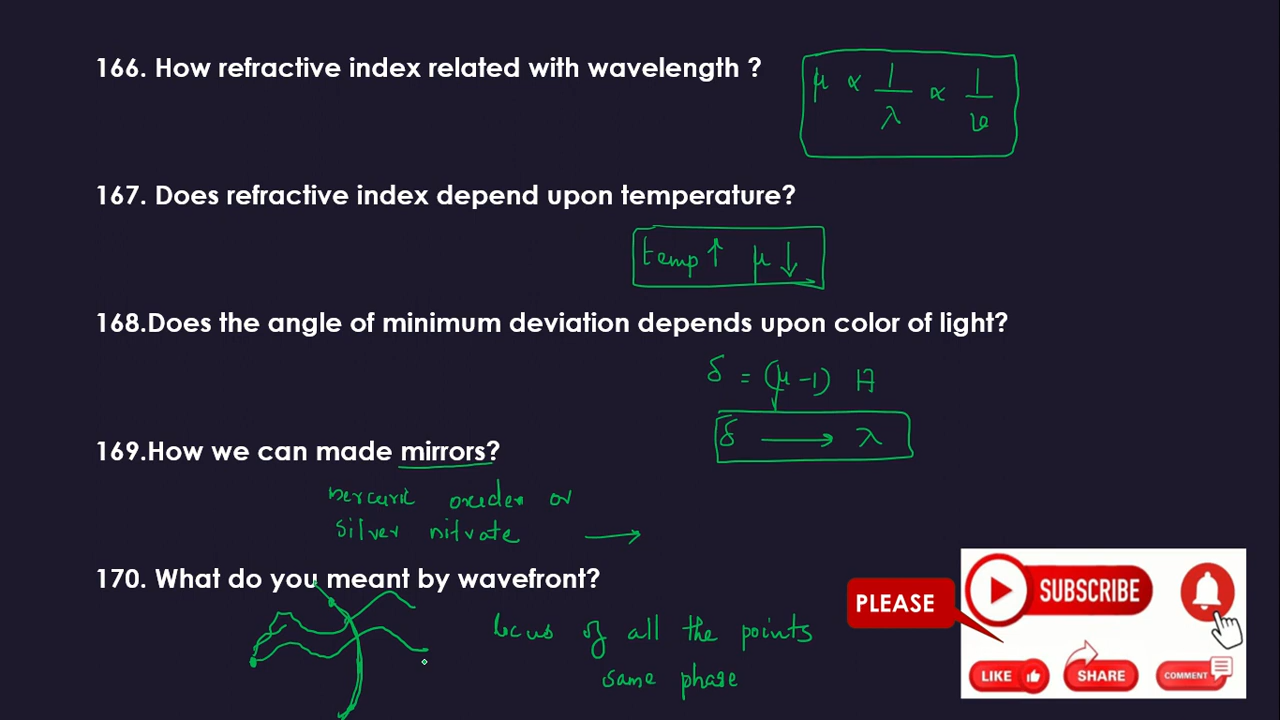 166. How refractive index related with wavelength ?
μ ∝ 1/λ ∝ 1/v
167. Does refractive index depend upon temperature?
temp ↑ μ ↓
168.Does the angle of minimum deviation depends upon color of light?
δ = (μ -1) A
δ → λ
169.How we can made mirrors?
mercuric oxides or
silver nitrate →
170. What do you meant by wavefront?
locus of all the points
same phase
PLEASE
SUBSCRIBE
LIKE
SHARE
COMMENT